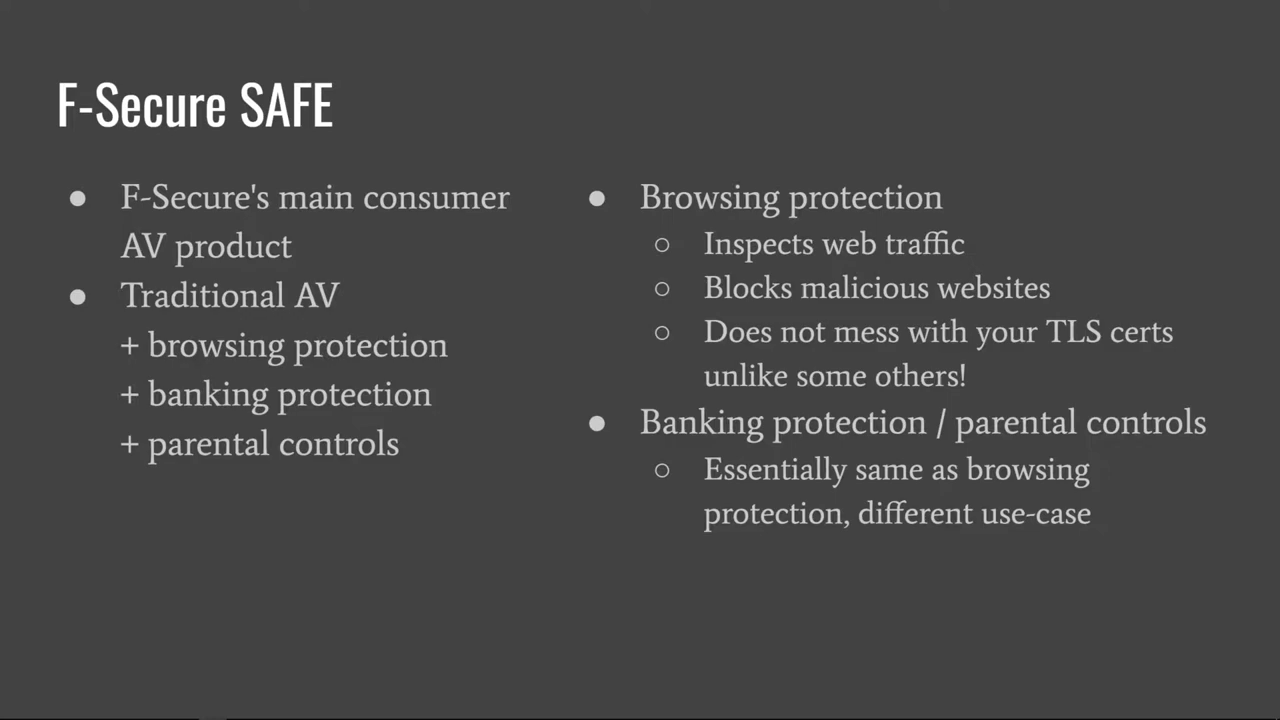 F-Secure SAFE
● F-Secure's main consumer
AV product
● Traditional AV
+ browsing protection
+ banking protection
+ parental controls
● Browsing protection
○ Inspects web traffic
○ Blocks malicious websites
○ Does not mess with your TLS certs
unlike some others!
● Banking protection / parental controls
○ Essentially same as browsing
protection, different use-case